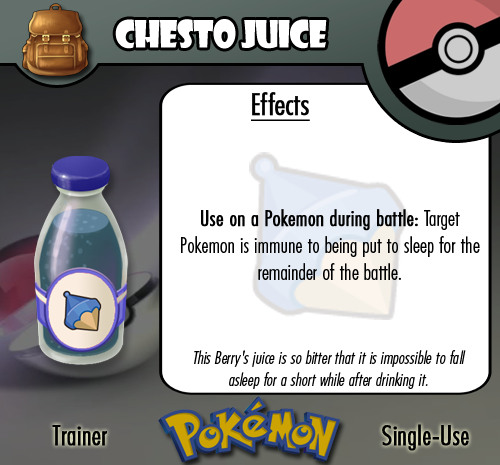 CHESTO JUICE
Effects
Use on a Pokemon during battle: Target
Pokemon is immune to being put to sleep for the
remainder of the battle.
This Berry's juice is so bitter that it is impossible to fall
asleep for a short while after drinking it.
Trainer
POKéMON
Single-Use